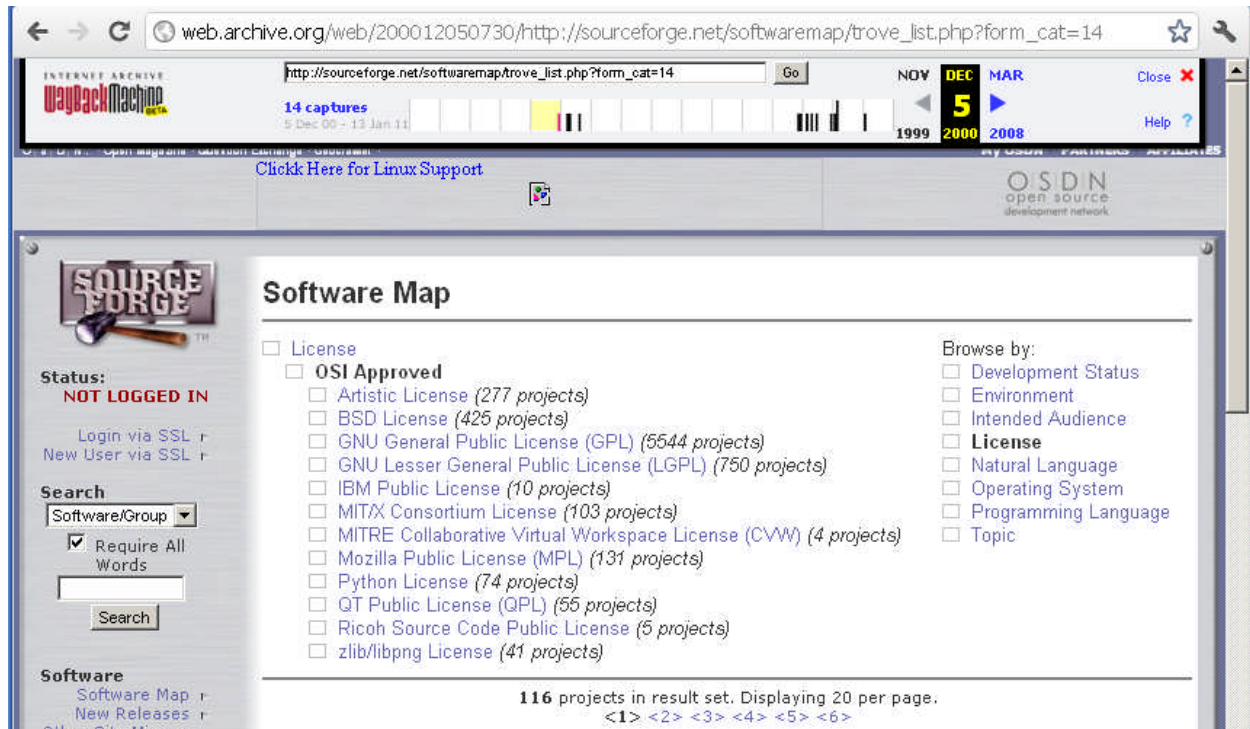 web.archive.org/web/200012050730/http://sourceforge.net/softwaremap/trove_list.php?form_cat=14
INTERNET ARCHIVE
WayBackMachine
BETA
http://sourceforge.net/softwaremap/trove_list.php?form_cat=14
Go
NOV DEC MAR
Close
14 captures
5 Dec 00 - 13 Jan 11
5
1999 2000 2008
Help ?
My OSDN PARTNERS AFFILIATES
Clickk Here for Linux Support
OSDN
open source
development network
SOURCE
FORGE
TM
Software Map
License
OSI Approved
Artistic License (277 projects)
BSD License (425 projects)
GNU General Public License (GPL) (5544 projects)
GNU Lesser General Public License (LGPL) (750 projects)
IBM Public License (10 projects)
MIT/X Consortium License (103 projects)
MITRE Collaborative Virtual Workspace License (CVW) (4 projects)
Mozilla Public License (MPL) (131 projects)
Python License (74 projects)
QT Public License (QPL) (55 projects)
Ricoh Source Code Public License (5 projects)
zlib/libpng License (41 projects)
Browse by:
Development Status
Environment
Intended Audience
License
Natural Language
Operating System
Programming Language
Topic
Status:
NOT LOGGED IN
Login via SSL
New User via SSL
Search
Software/Group
Require All
Words
Search
Software
Software Map
New Releases
116 projects in result set. Displaying 20 per page.
<1> <2> <3> <4> <5> <6>